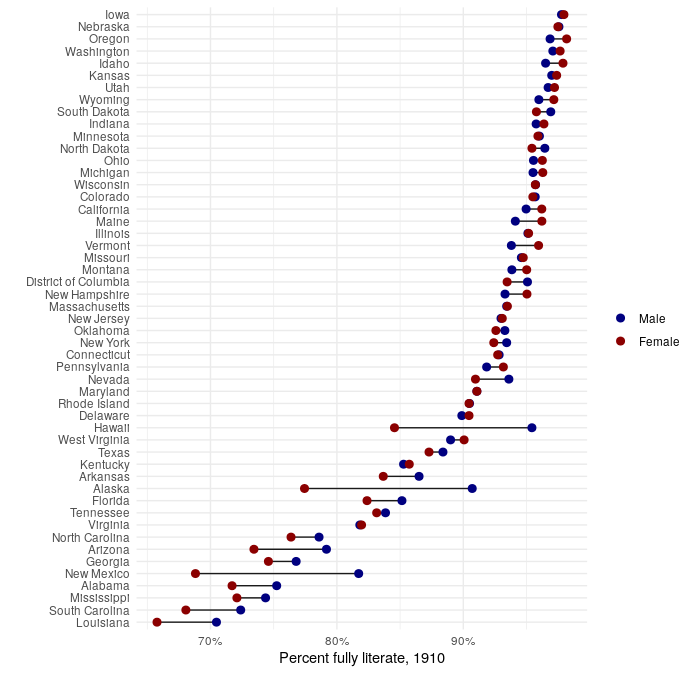 Iowa
Nebraska
Oregon
Washington
Idaho
Kansas
Utah
Wyoming
South Dakota
Indiana
Minnesota
North Dakota
Ohio
Michigan
Wisconsin
Colorado
California
Maine
Illinois
Vermont
Missouri
Montana
District of Columbia
New Hampshire
Massachusetts
New Jersey
Oklahoma
New York
Connecticut
Pennsylvania
Nevada
Maryland
Rhode Island
Delaware
Hawaii
West Virginia
Texas
Kentucky
Arkansas
Alaska
Florida
Tennessee
Virginia
North Carolina
Arizona
Georgia
New Mexico
Alabama
Mississippi
South Carolina
Louisiana
70% 80% 90%
Percent fully literate, 1910
Male
Female